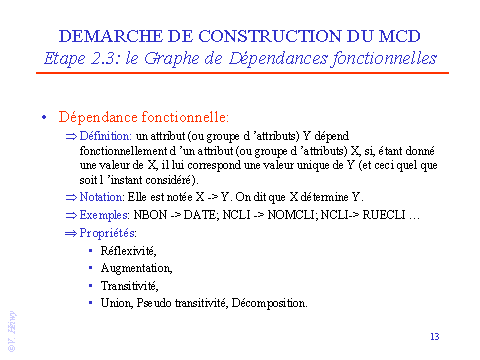 DEMARCHE DE CONSTRUCTION DU MCD
Etape 2.3: le Graphe de Dépendances fonctionnelles
• Dépendance fonctionnelle:
⇒ Définition: un attribut (ou groupe d ’attributs) Y dépend
fonctionnellement d ’un attribut (ou groupe d ’attributs) X, si, étant donné
une valeur de X, il lui correspond une valeur unique de Y (et ceci quel que
soit l ’instant considéré).
⇒ Notation: Elle est notée X -> Y. On dit que X détermine Y.
⇒ Exemples: NBON -> DATE; NCLI -> NOMCLI; NCLI-> RUECLI …
⇒ Propriétés:
• Réflexivité,
• Augmentation,
• Transitivité,
• Union, Pseudo transitivité, Décomposition.
13